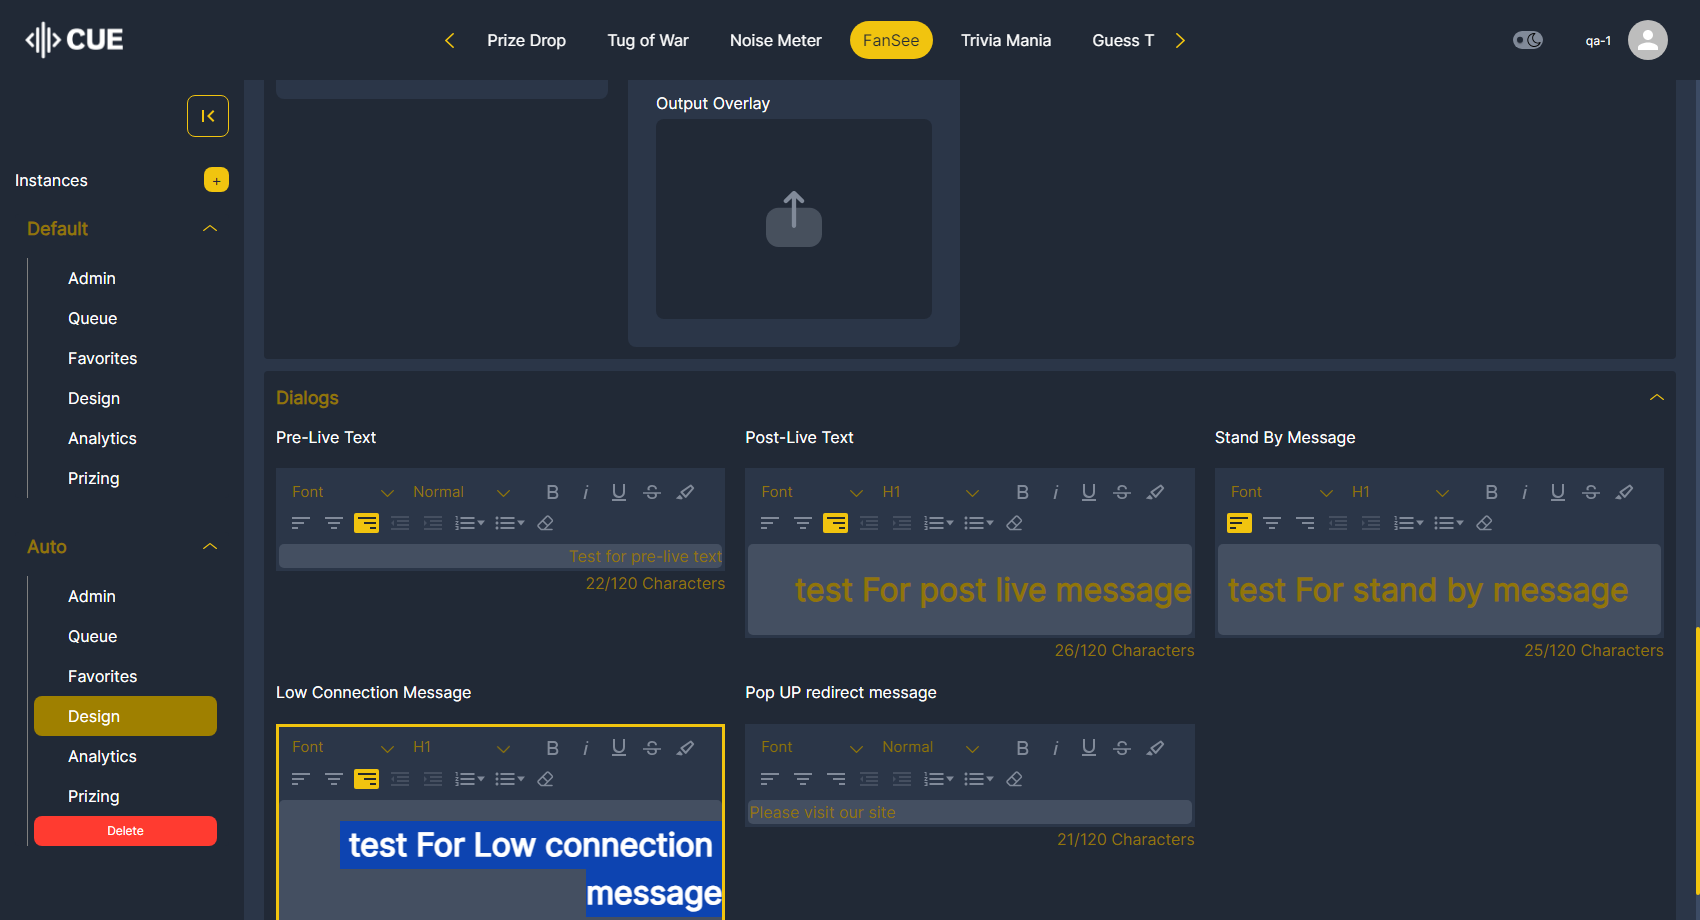 CUE
Prize Drop
Tug of War
Noise Meter
FanSee
Trivia Mania
Guess T
qa-1
Instances
+
Default
Admin
Queue
Favorites
Design
Analytics
Prizing
Auto
Admin
Queue
Favorites
Design
Analytics
Prizing
Delete
Output Overlay
Dialogs
Pre-Live Text
Font
Normal
B i U S
Test for pre-live text
22/120 Characters
Post-Live Text
Font
H1
B i U S
test For post live message
26/120 Characters
Stand By Message
Font
H1
B i U S
test For stand by message
25/120 Characters
Low Connection Message
Font
H1
B i U S
test For Low connection
message
Pop UP redirect message
Font
Normal
B i U S
Please visit our site
21/120 Characters